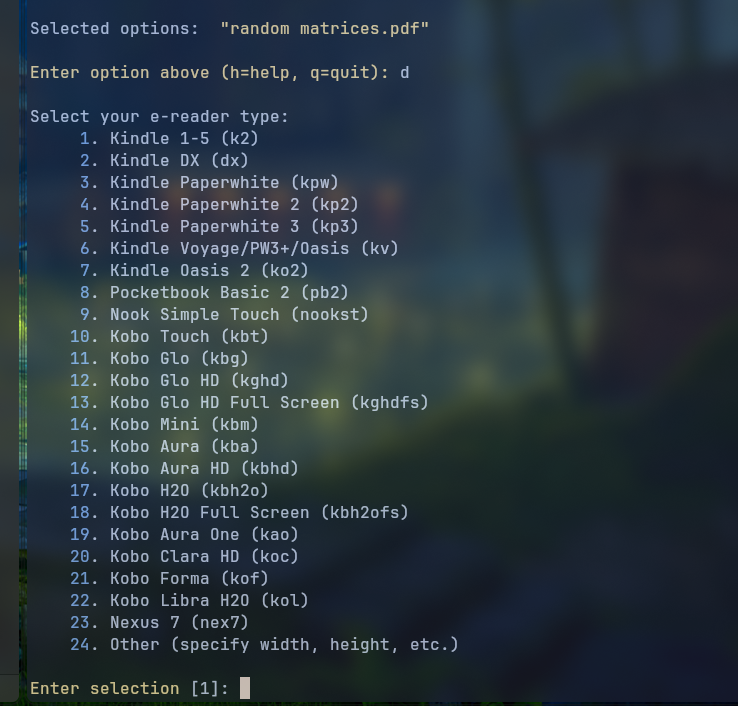 Selected options:  "random matrices.pdf"
Enter option above (h=help, q=quit): d
Select your e-reader type:
1. Kindle 1-5 (k2)
2. Kindle DX (dx)
3. Kindle Paperwhite (kpw)
4. Kindle Paperwhite 2 (kp2)
5. Kindle Paperwhite 3 (kp3)
6. Kindle Voyage/PW3+/Oasis (kv)
7. Kindle Oasis 2 (ko2)
8. Pocketbook Basic 2 (pb2)
9. Nook Simple Touch (nookst)
10. Kobo Touch (kbt)
11. Kobo Glo (kbg)
12. Kobo Glo HD (kghd)
13. Kobo Glo HD Full Screen (kghdfs)
14. Kobo Mini (kbm)
15. Kobo Aura (kba)
16. Kobo Aura HD (kbhd)
17. Kobo H2O (kbh2o)
18. Kobo H2O Full Screen (kbh2ofs)
19. Kobo Aura One (kao)
20. Kobo Clara HD (koc)
21. Kobo Forma (kof)
22. Kobo Libra H2O (kol)
23. Nexus 7 (nex7)
24. Other (specify width, height, etc.)
Enter selection [1]: